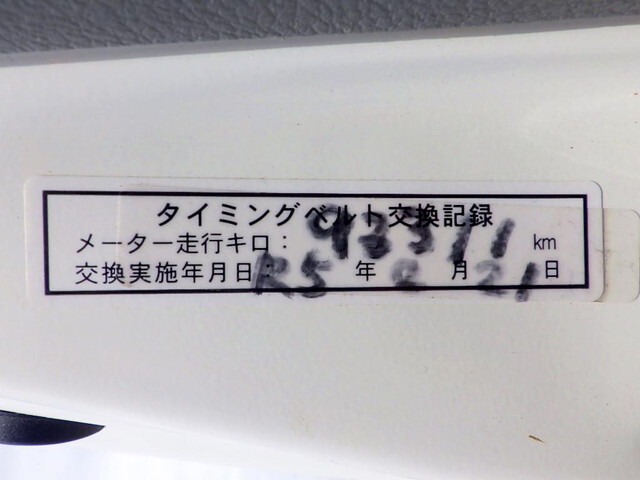 タイミングベルト交換記録
メーター走行キロ： 93311 km
交換実施年月日： R5 年 月 21 日